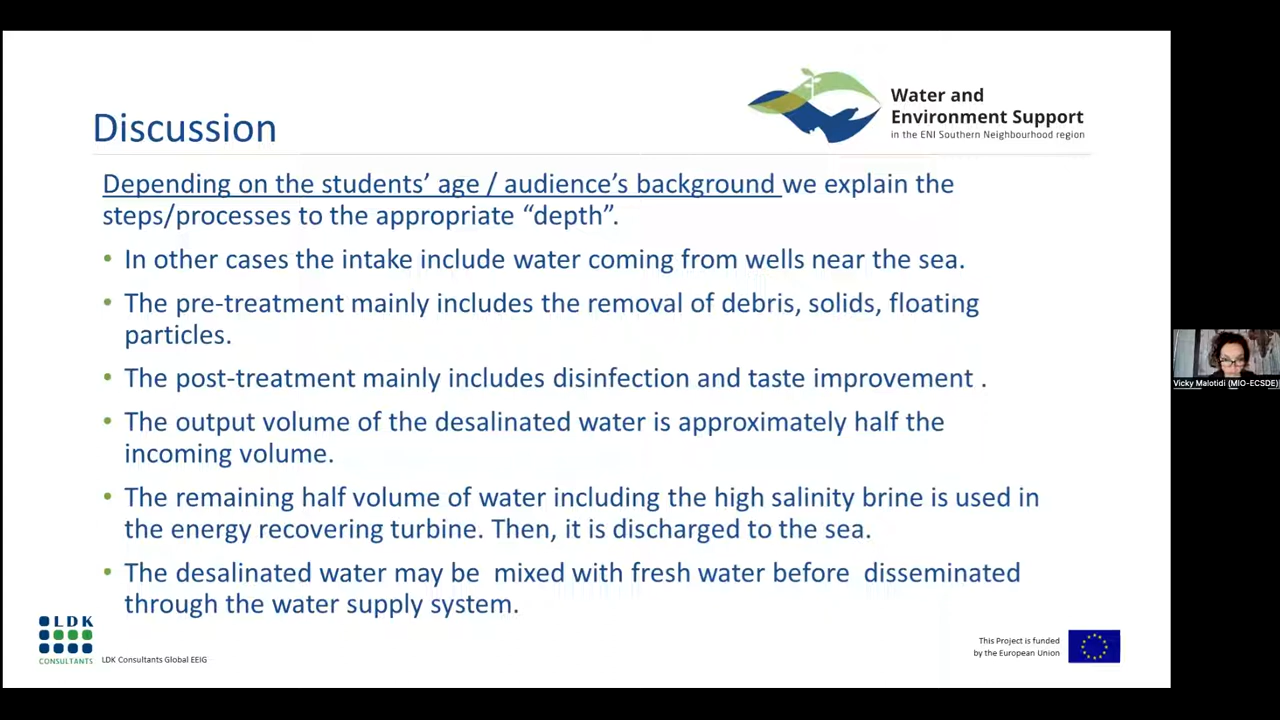 Water and
Environment Support
in the ENI Southern Neighbourhood region
Discussion
Depending on the students’ age / audience’s background we explain the
steps/processes to the appropriate “depth”.
• In other cases the intake include water coming from wells near the sea.
• The pre-treatment mainly includes the removal of debris, solids, floating
particles.
• The post-treatment mainly includes disinfection and taste improvement .
• The output volume of the desalinated water is approximately half the
incoming volume.
• The remaining half volume of water including the high salinity brine is used in
the energy recovering turbine. Then, it is discharged to the sea.
• The desalinated water may be  mixed with fresh water before  disseminated
through the water supply system.
LDK
CONSULTANTS
LDK Consultants Global EEIG
This Project is funded
by the European Union
Vicky Malotidi (MIO-ECSDE)